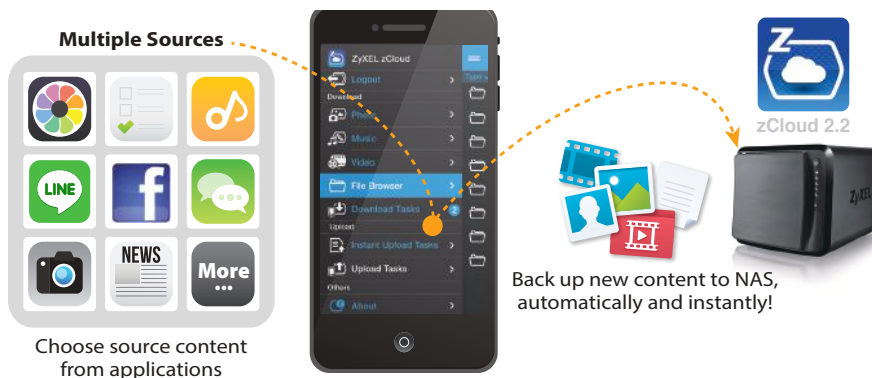 Multiple Sources
LINE
f
NEWS
More
Choose source content
from applications
ZyXEL zCloud
Logout
Download
Photo
Music
Video
File Browser
Download Tasks 2
Upload
Instant Upload Tasks
Upload Tasks
Others
About
Type
Z
zCloud 2.2
ZyXEL
Back up new content to NAS,
automatically and instantly!